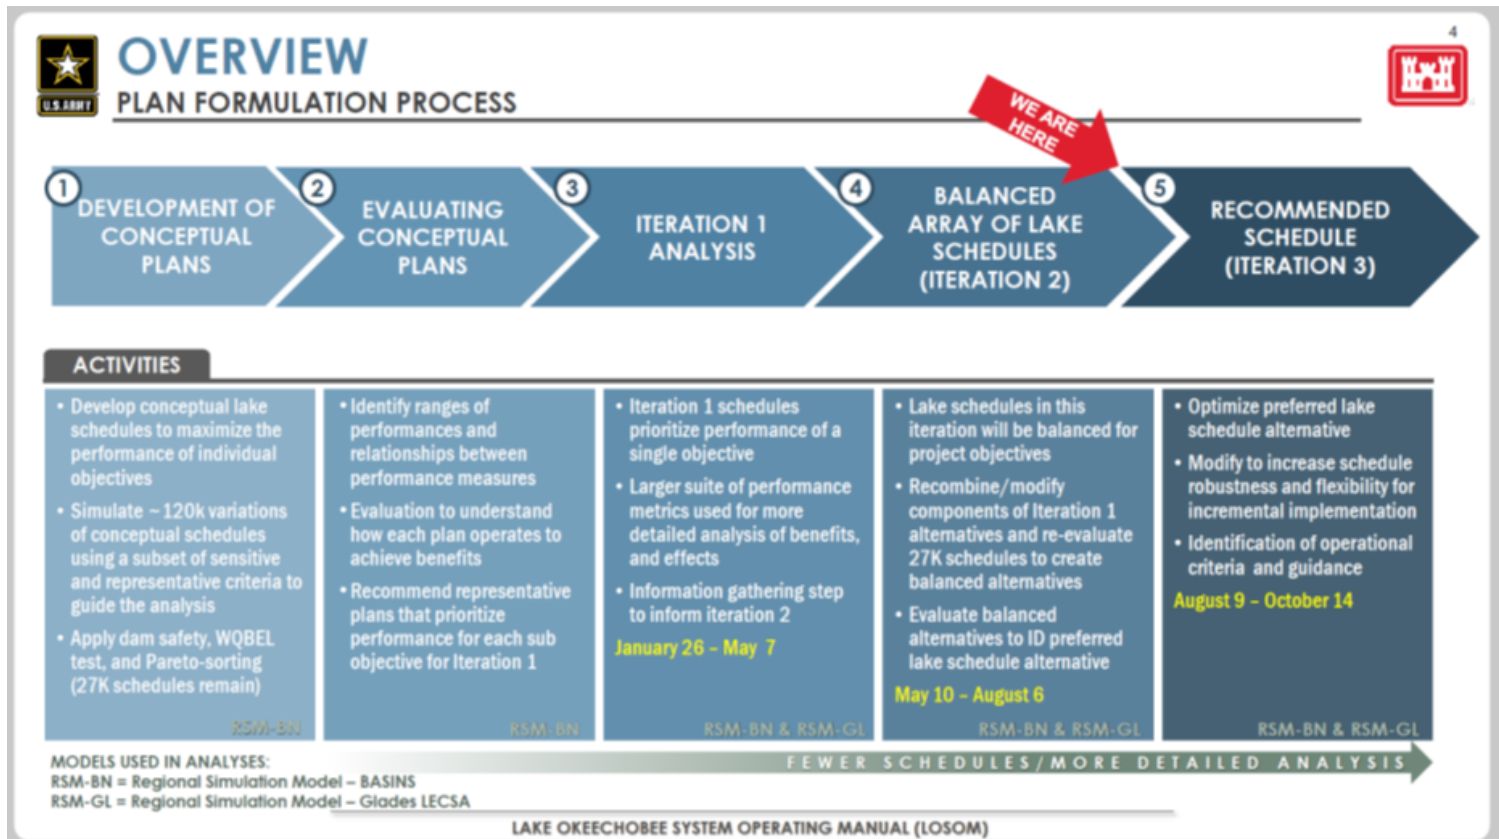 4
U.S.ARMY
OVERVIEW
PLAN FORMULATION PROCESS
WE ARE
HERE
1
DEVELOPMENT OF
CONCEPTUAL
PLANS
2
EVALUATING
CONCEPTUAL
PLANS
3
ITERATION 1
ANALYSIS
4
BALANCED
ARRAY OF LAKE
SCHEDULES
(ITERATION 2)
5
RECOMMENDED
SCHEDULE
(ITERATION 3)
ACTIVITIES
• Develop conceptual lake
schedules to maximize the
performance of individual
objectives
• Simulate ~120k variations
of conceptual schedules
using a subset of sensitive
and representative criteria to
guide the analysis
• Apply dam safety, WQBEL
test, and Pareto-sorting
(27K schedules remain)
RSM-BN
• Identify ranges of
performances and
relationships between
performance measures
• Evaluation to understand
how each plan operates to
achieve benefits
• Recommend representative
plans that prioritize
performance for each sub
objective for Iteration 1
RSM-BN
• Iteration 1 schedules
prioritize performance of a
single objective
• Larger suite of performance
metrics used for more
detailed analysis of benefits,
and effects
• Information gathering step
to inform iteration 2
January 26 – May 7
RSM-BN & RSM-GL
• Lake schedules in this
iteration will be balanced for
project objectives
• Recombine/modify
components of Iteration 1
alternatives and re-evaluate
27K schedules to create
balanced alternatives
• Evaluate balanced
alternatives to ID preferred
lake schedule alternative
May 10 – August 6
RSM-BN & RSM-GL
• Optimize preferred lake
schedule alternative
• Modify to increase schedule
robustness and flexibility for
incremental implementation
• Identification of operational
criteria and guidance
August 9 – October 14
RSM-BN & RSM-GL
FEWER SCHEDULES/MORE DETAILED ANALYSIS
MODELS USED IN ANALYSES:
RSM-BN = Regional Simulation Model – BASINS
RSM-GL = Regional Simulation Model – Glades LECSA
LAKE OKEECHOBEE SYSTEM OPERATING MANUAL (LOSOM)